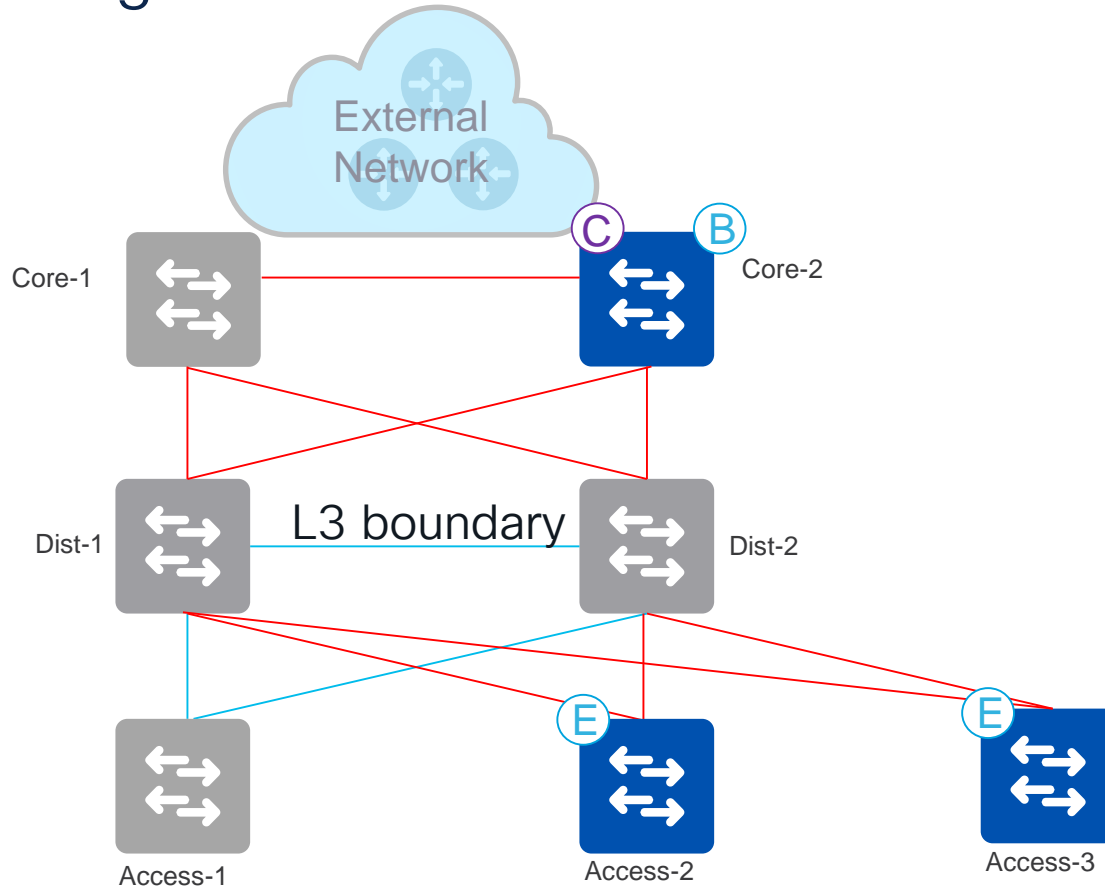 External
Network
C
B
Core-1
Core-2
L3 boundary
Dist-1
Dist-2
E
E
Access-1
Access-2
Access-3